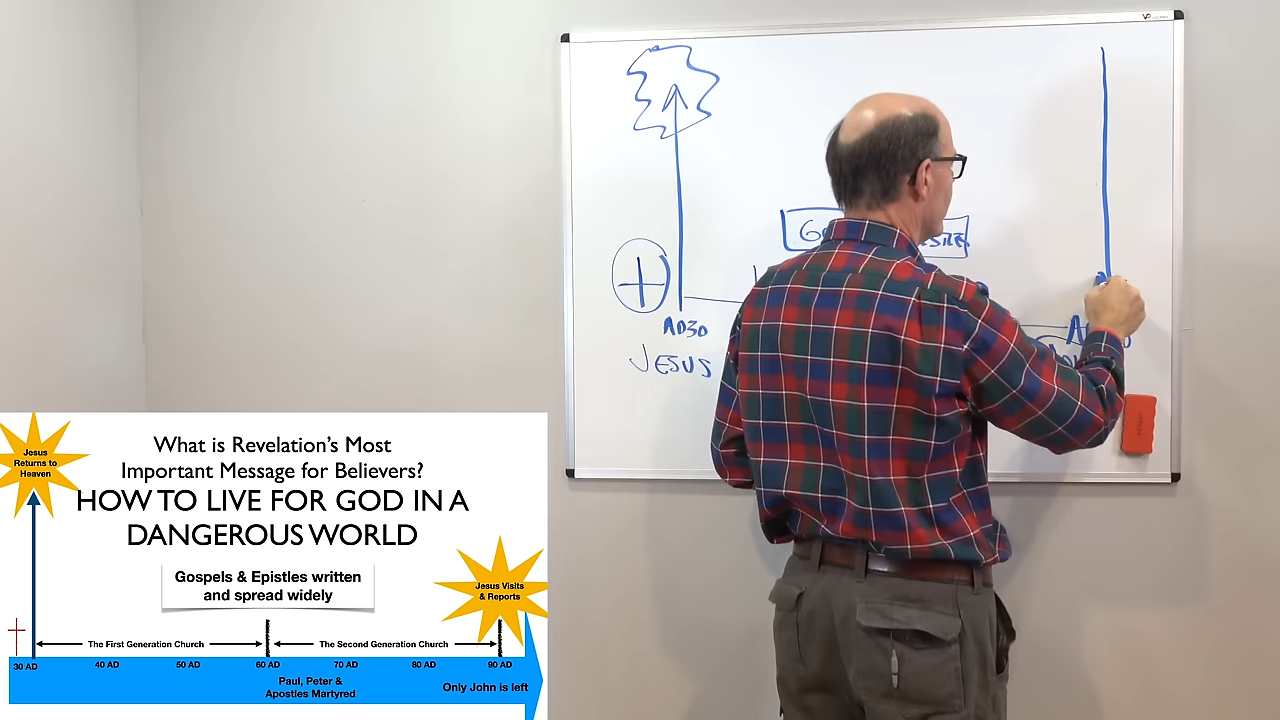 AD30
JESUS
Jesus
Returns to
Heaven
What is Revelation's Most
Important Message for Believers?
HOW TO LIVE FOR GOD IN A
DANGEROUS WORLD
Gospels & Epistles written
and spread widely
Jesus Visits
& Reports
The First Generation Church
The Second Generation Church
30 AD
40 AD
50 AD
60 AD
70 AD
80 AD
90 AD
Paul, Peter &
Apostles Martyred
Only John is left